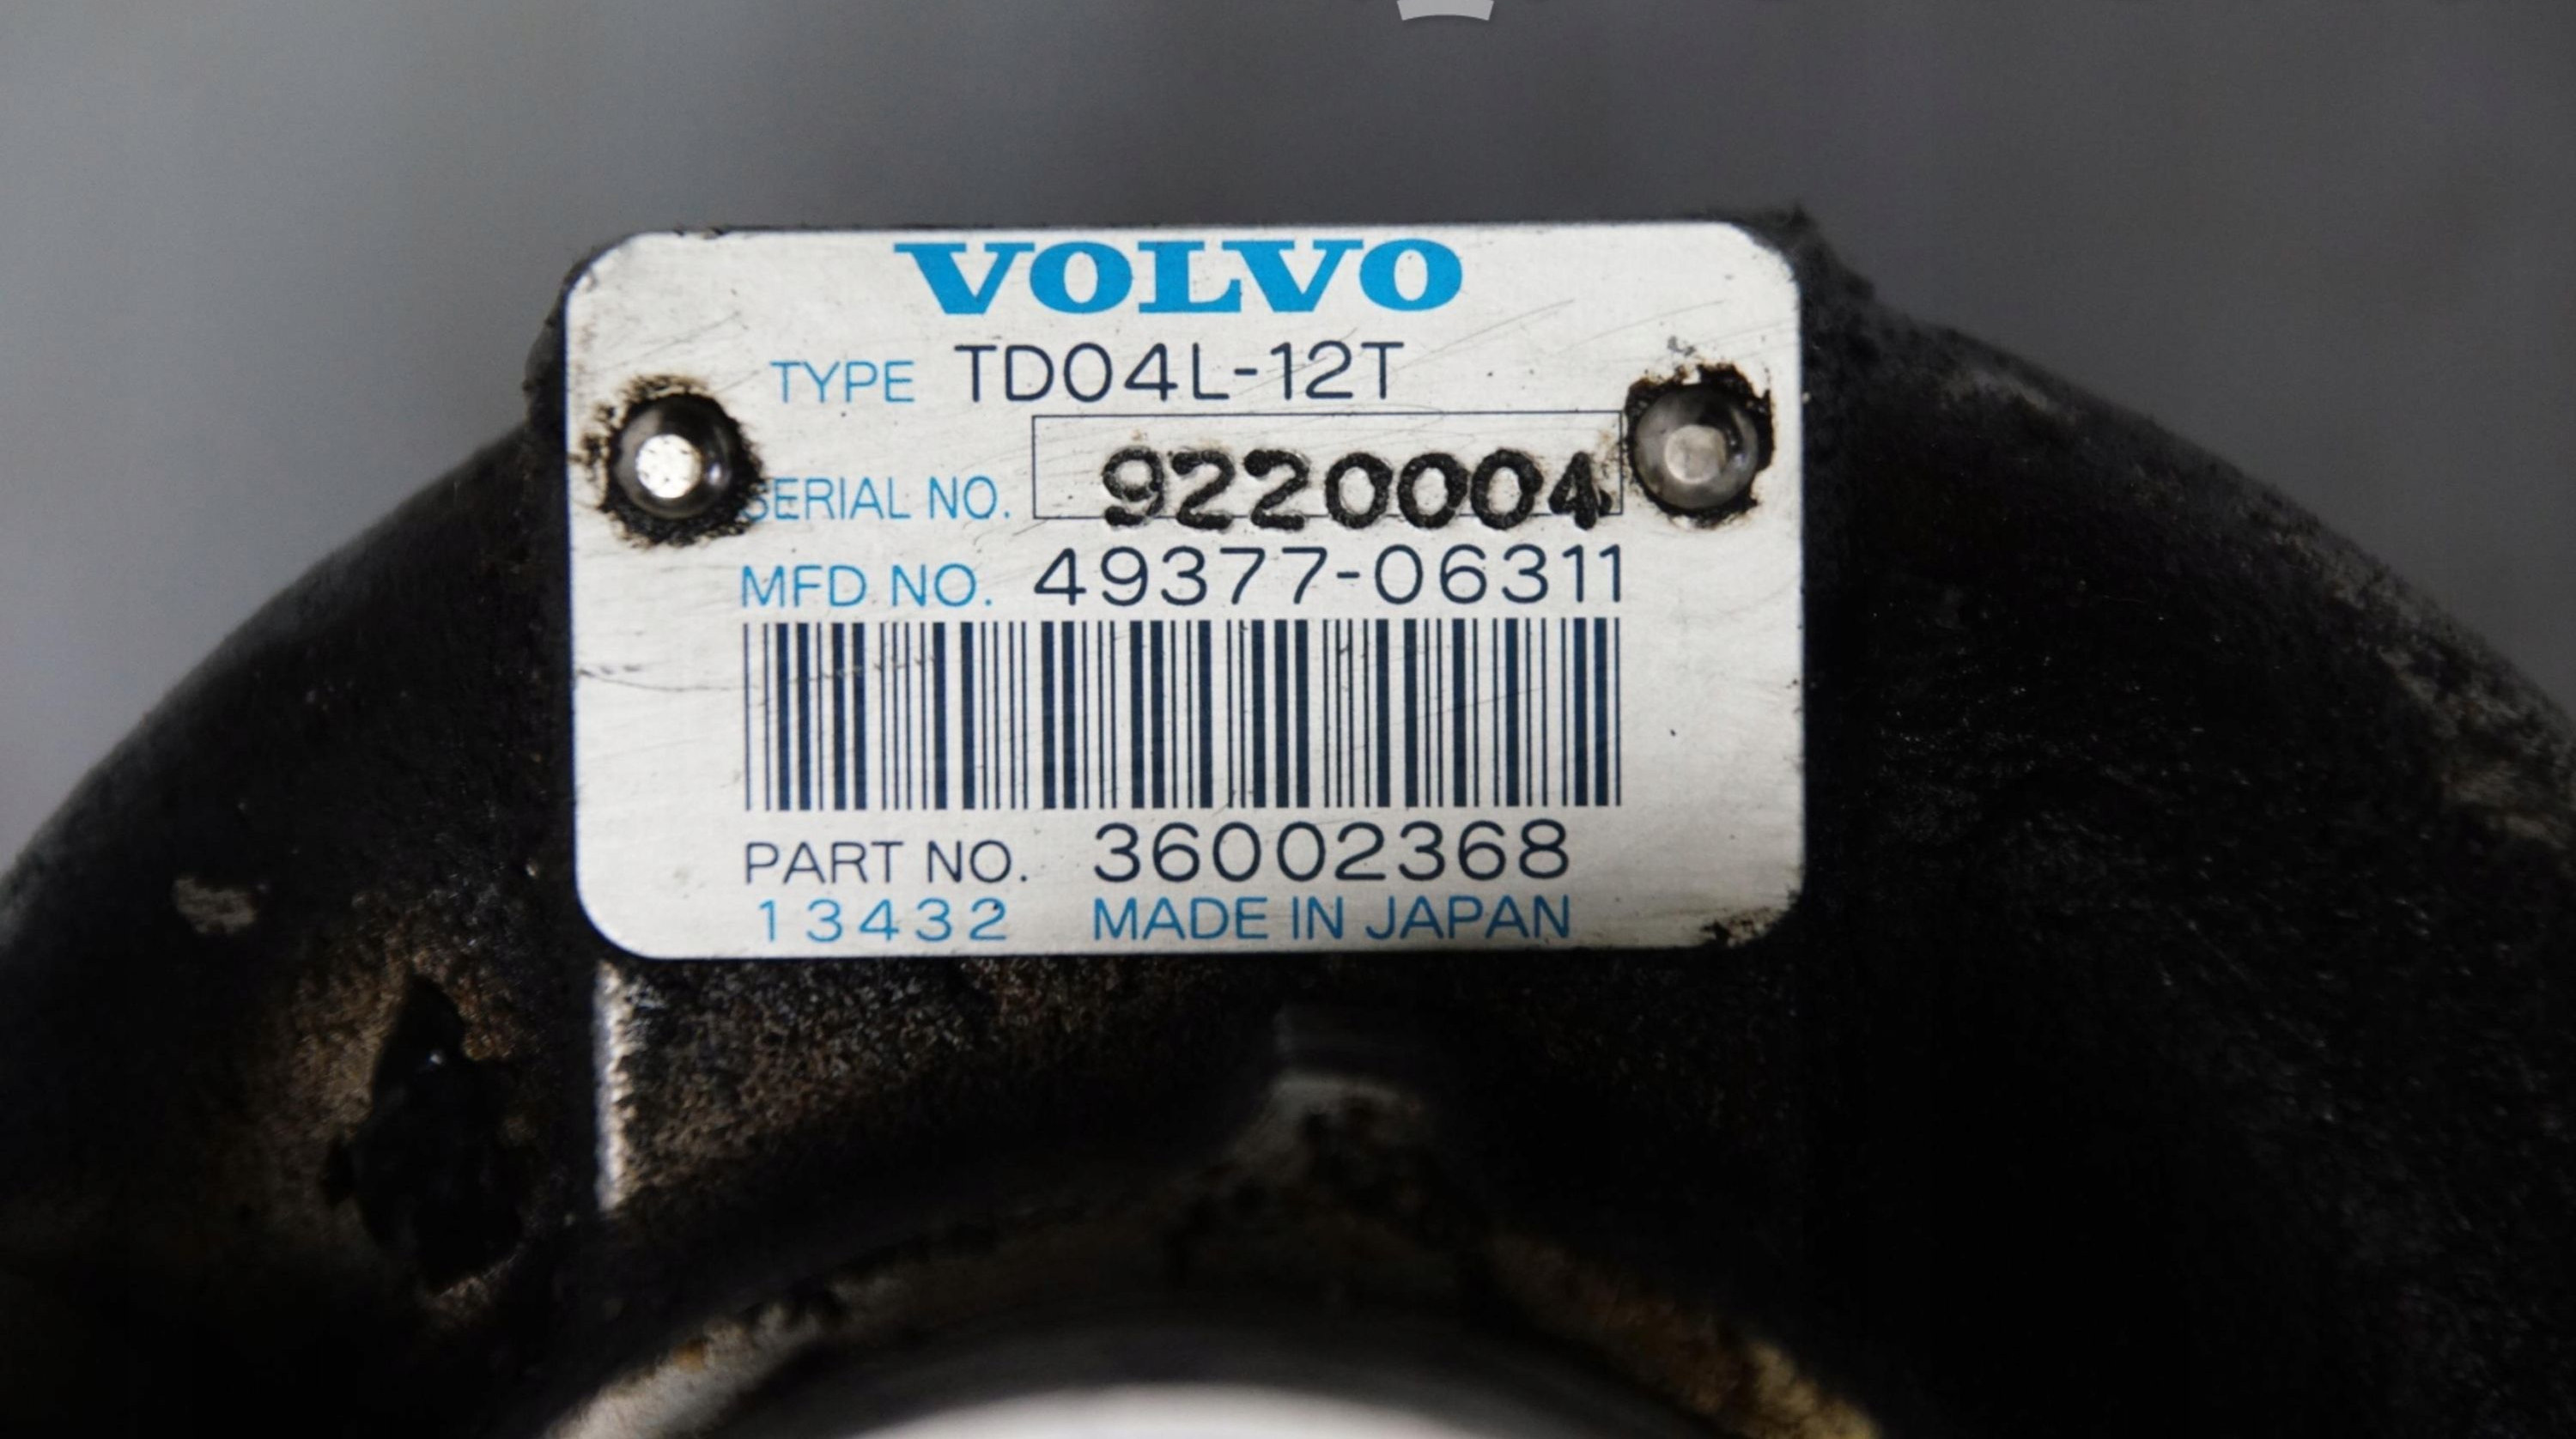 VOLVO
TYPE TD04L-12T
SERIAL NO. 9220004
MFD NO. 49377-06311
PART NO. 36002368
13432 MADE IN JAPAN